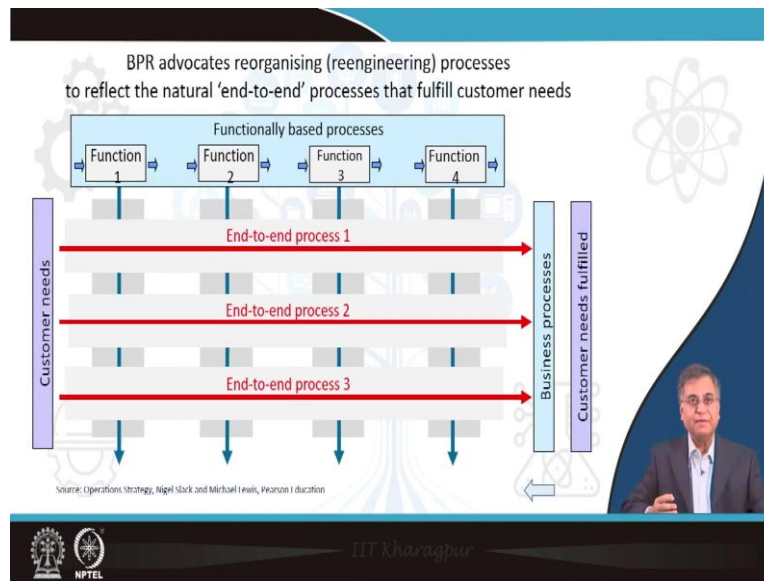 BPR advocates reorganising (reengineering) processes
to reflect the natural 'end-to-end' processes that fulfill customer needs
Functionally based processes
Function
1
Function
2
Function
3
Function
4
Customer needs
End-to-end process 1
End-to-end process 2
End-to-end process 3
Business processes
Customer needs fulfilled
Source: Operations Strategy, Nigel Slack and Michael Lewis, Pearson Education
IIT Kharagpur
NPTEL